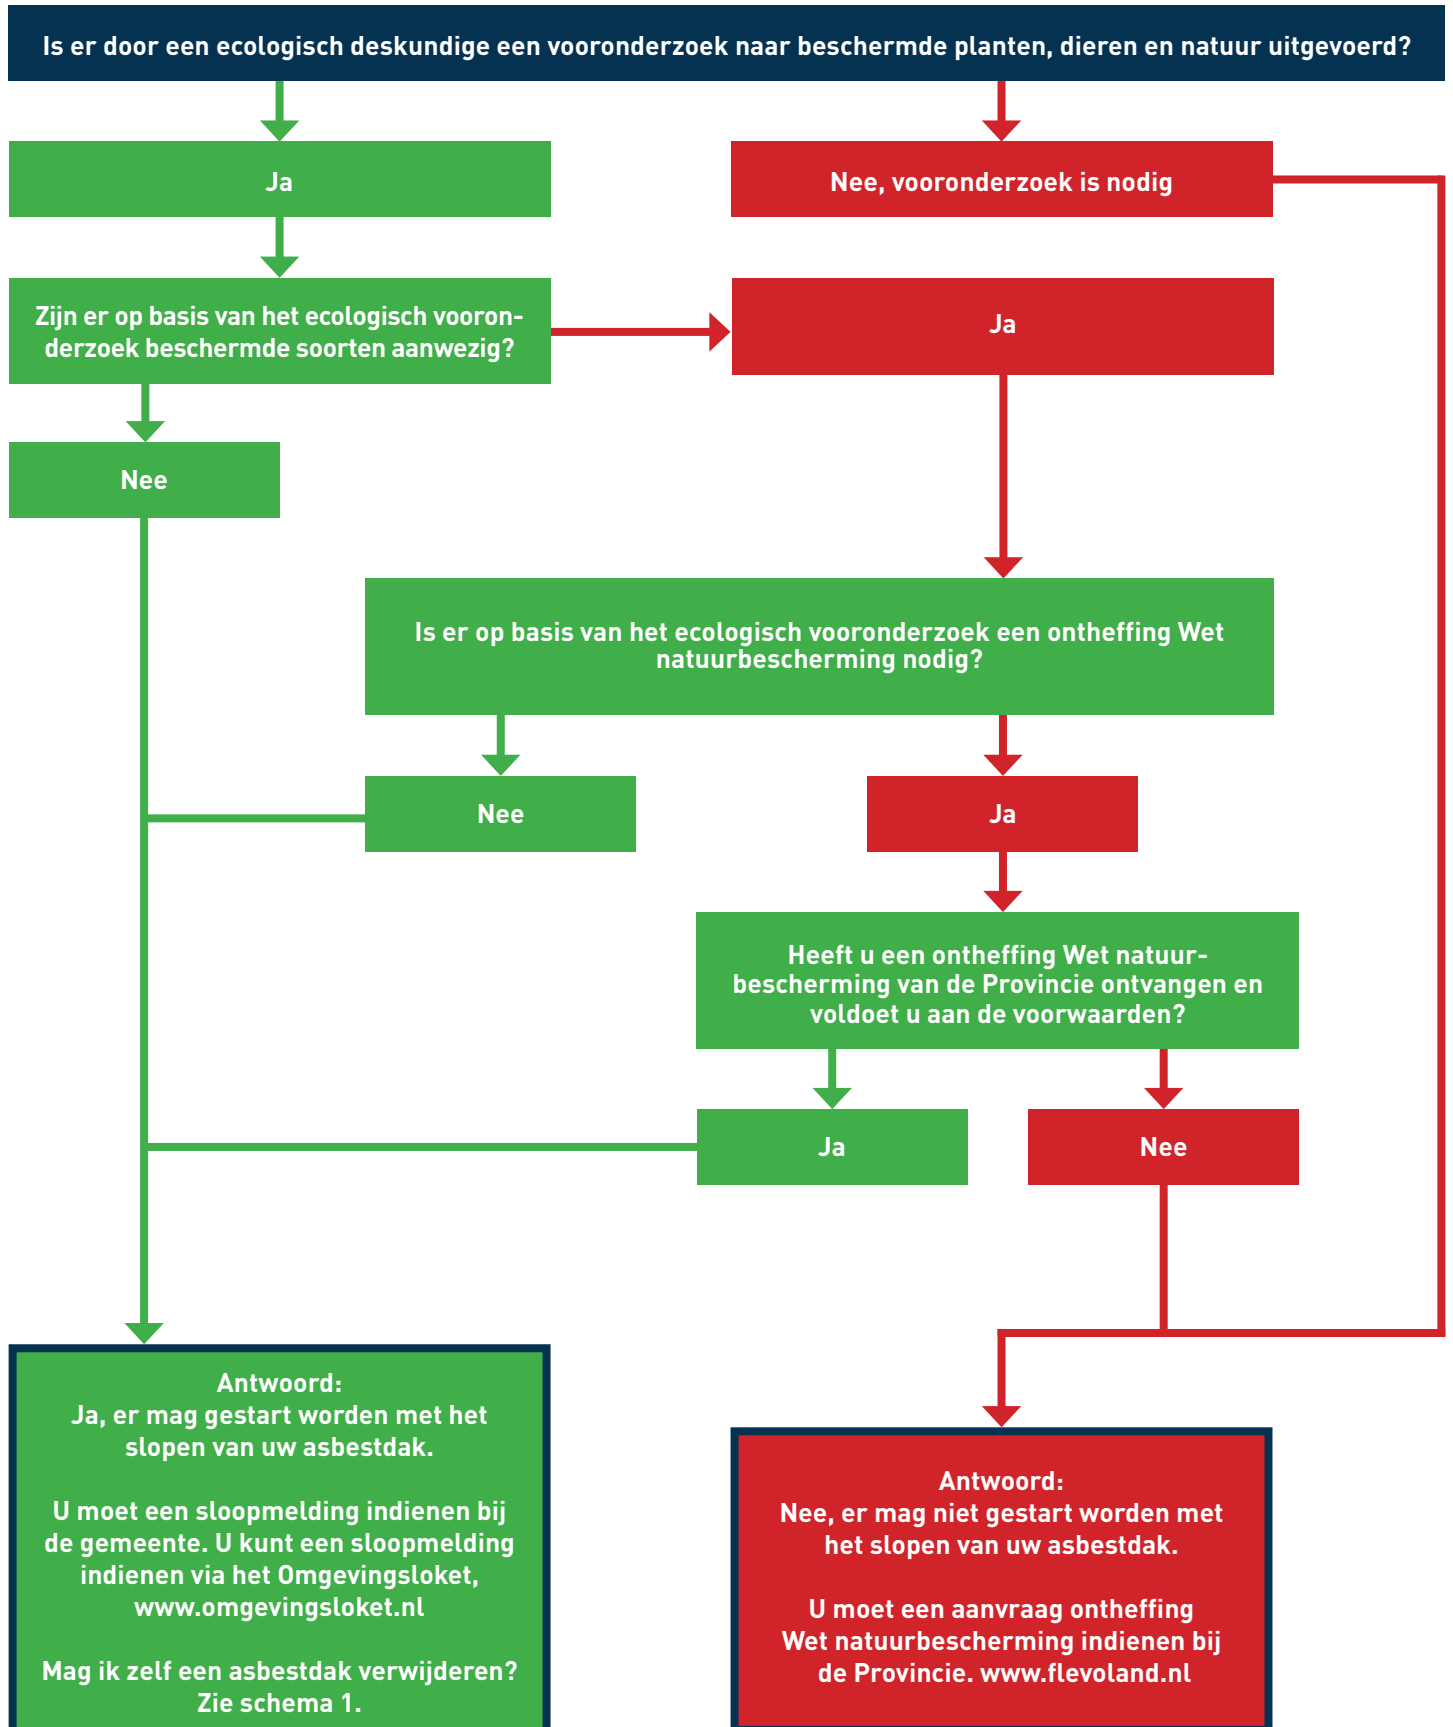 Is er door een ecologisch deskundige een vooronderzoek naar beschermde planten, dieren en natuur uitgevoerd?
Ja
Nee, vooronderzoek is nodig
Zijn er op basis van het ecologisch vooron-
derzoek beschermde soorten aanwezig?
Ja
Nee
Is er op basis van het ecologisch vooronderzoek een ontheffing Wet
natuurbescherming nodig?
Nee
Ja
Heeft u een ontheffing Wet natuur-
bescherming van de Provincie ontvangen en
voldoet u aan de voorwaarden?
Ja
Nee
Antwoord:
Ja, er mag gestart worden met het
slopen van uw asbestdak.
U moet een sloopmelding indienen bij
de gemeente. U kunt een sloopmelding
indienen via het Omgevingsloket,
www.omgevingsloket.nl
Mag ik zelf een asbestdak verwijderen?
Zie schema 1.
Antwoord:
Nee, er mag niet gestart worden met
het slopen van uw asbestdak.
U moet een aanvraag ontheffing
Wet natuurbescherming indienen bij
de Provincie. www.flevoland.nl